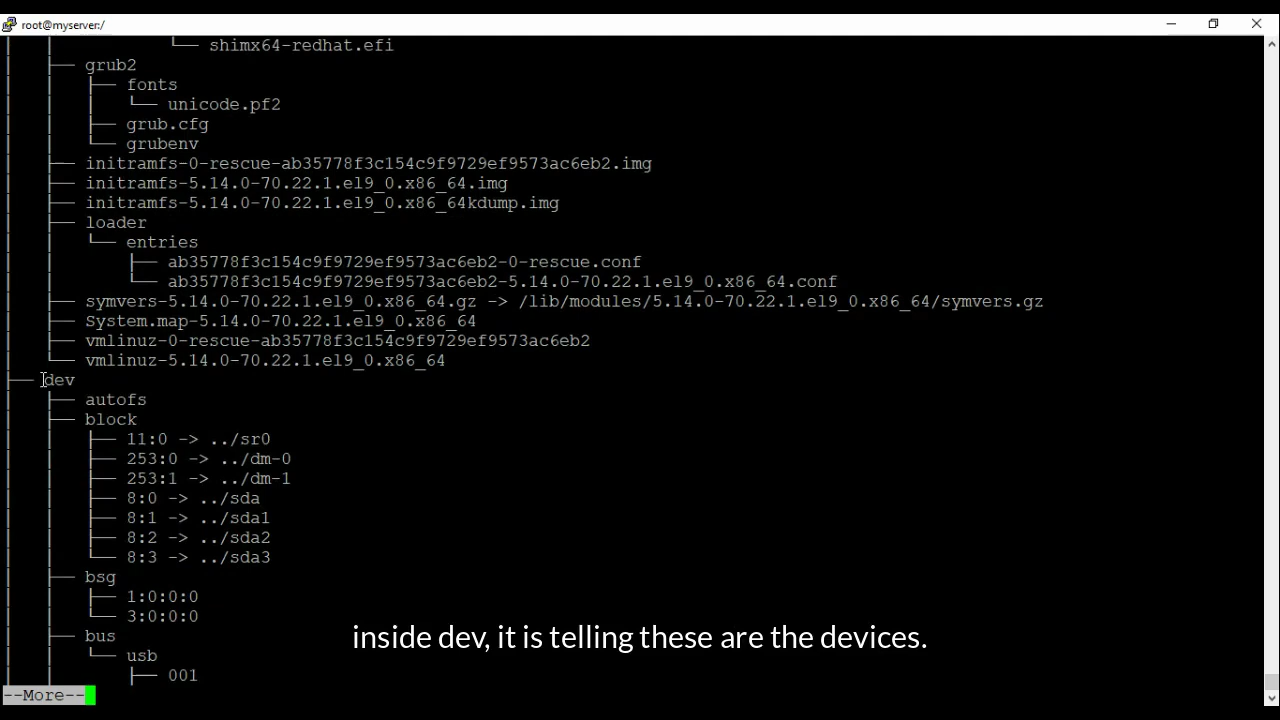 root@myserver:/
│   │           └── shimx64-redhat.efi
│   ├── grub2
│   │   ├── fonts
│   │   │   └── unicode.pf2
│   │   ├── grub.cfg
│   │   └── grubenv
│   ├── initramfs-0-rescue-ab35778f3c154c9f9729ef9573ac6eb2.img
│   ├── initramfs-5.14.0-70.22.1.el9_0.x86_64.img
│   ├── initramfs-5.14.0-70.22.1.el9_0.x86_64kdump.img
│   ├── loader
│   │   └── entries
│   │       ├── ab35778f3c154c9f9729ef9573ac6eb2-0-rescue.conf
│   │       └── ab35778f3c154c9f9729ef9573ac6eb2-5.14.0-70.22.1.el9_0.x86_64.conf
│   ├── symvers-5.14.0-70.22.1.el9_0.x86_64.gz -> /lib/modules/5.14.0-70.22.1.el9_0.x86_64/symvers.gz
│   ├── System.map-5.14.0-70.22.1.el9_0.x86_64
│   ├── vmlinuz-0-rescue-ab35778f3c154c9f9729ef9573ac6eb2
│   └── vmlinuz-5.14.0-70.22.1.el9_0.x86_64
├── dev
│   ├── autofs
│   ├── block
│   │   ├── 11:0 -> ../sr0
│   │   ├── 253:0 -> ../dm-0
│   │   ├── 253:1 -> ../dm-1
│   │   ├── 8:0 -> ../sda
│   │   ├── 8:1 -> ../sda1
│   │   ├── 8:2 -> ../sda2
│   │   └── 8:3 -> ../sda3
│   ├── bsg
│   │   ├── 1:0:0:0
│   │   └── 3:0:0:0
│   ├── bus
│   │   └── usb
│   │       ├── 001
inside dev, it is telling these are the devices.
--More--